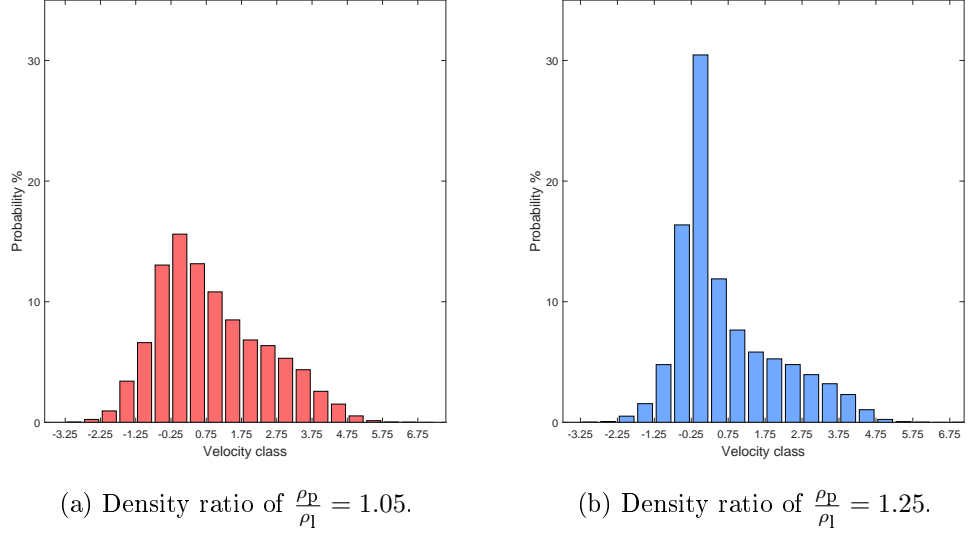 30
20
10
0
Probability %
-3.25 -2.25 -1.25 -0.25 0.75 1.75 2.75 3.75 4.75 5.75 6.75
Velocity class
(a) Density ratio of ρp/ρl = 1.05.
30
20
10
0
Probability %
-3.25 -2.25 -1.25 -0.25 0.75 1.75 2.75 3.75 4.75 5.75 6.75
Velocity class
(b) Density ratio of ρp/ρl = 1.25.